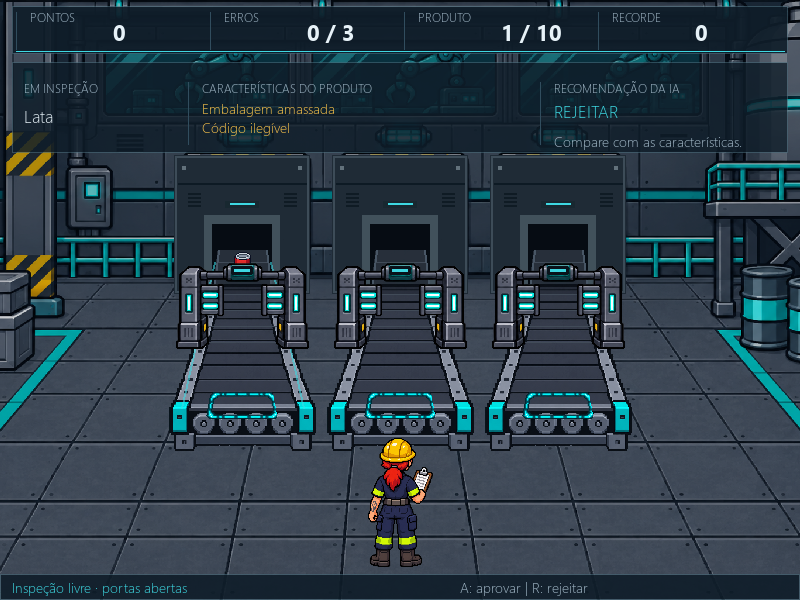 PONTOS
0
ERROS
0 / 3
PRODUTO
1 / 10
RECORDE
0
EM INSPEÇÃO
Lata
CARACTERÍSTICAS DO PRODUTO
Embalagem amassada
Código ilegível
RECOMENDAÇÃO DA IA
REJEITAR
Compare com as características.
Inspeção livre · portas abertas
A: aprovar | R: rejeitar